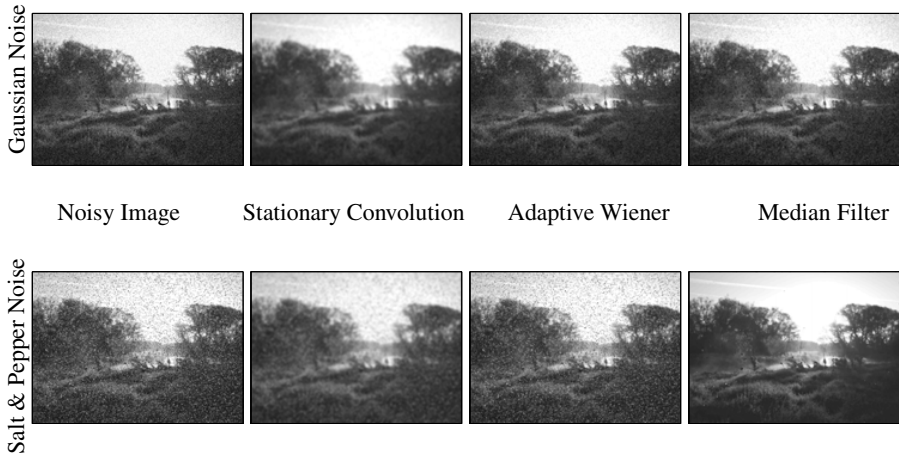 Gaussian Noise
Noisy Image
Stationary Convolution
Adaptive Wiener
Median Filter
Salt & Pepper Noise